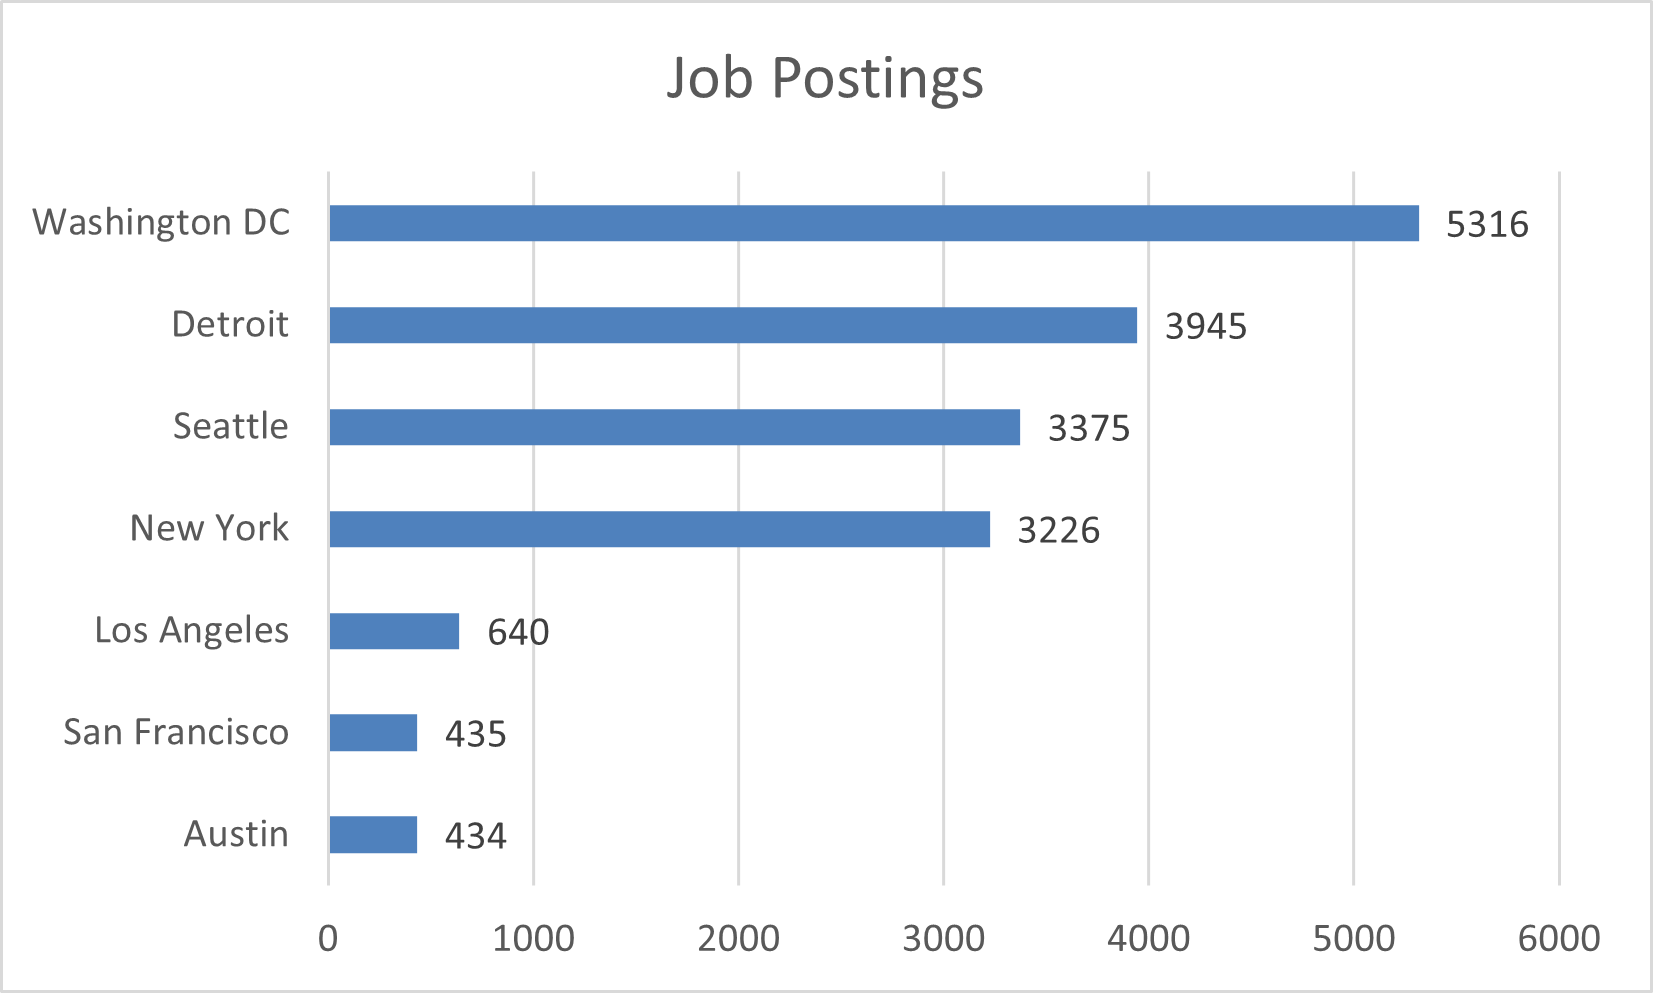 Job Postings
Washington DC 5316
Detroit 3945
Seattle 3375
New York 3226
Los Angeles 640
San Francisco 435
Austin 434
0 1000 2000 3000 4000 5000 6000